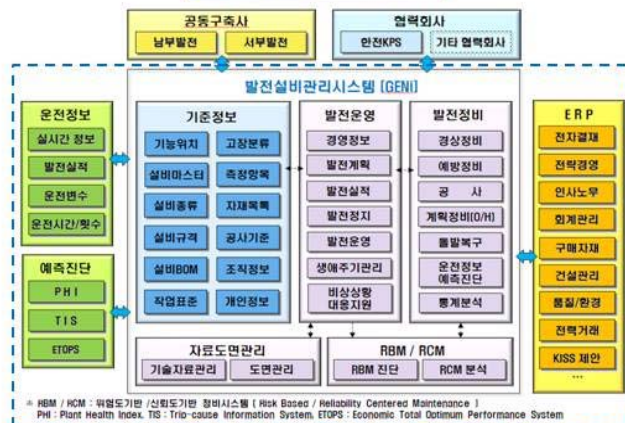 공동구축사
남부발전
서부발전
협력회사
한전KPS
기타 협력회사
발전설비관리시스템 [GENi]
운전정보
실시간 정보
발전실적
운전변수
운전시간/횟수
예측진단
PHI
TIS
ETOPS
기준정보
기능위치
고장분류
설비마스터
측정항목
설비종류
자재목록
설비규격
공사기준
설비BOM
조직정보
작업표준
개인정보
발전운영
경영정보
발전계획
발전실적
발전정지
발전운영
생애주기관리
비상상황
대응지원
발전정비
경상정비
예방정비
공 사
계획정비(O/H)
돌발복구
운전정보
예측진단
통계분석
자료도면관리
기술자료관리
도면관리
RBM / RCM
RBM 진단
RCM 분석
ERP
전자결재
전략경영
인사노무
회계관리
구매자재
건설관리
품질/환경
전력거래
KISS 제안
...
※ RBM / RCM : 위험도기반 /신뢰도기반 정비시스템 ( Risk Based / Reliability Centered Maintenance )
PHI : Plant Health Index, TIS : Trip-cause Information System, ETOPS : Economic Total Optimum Performance System